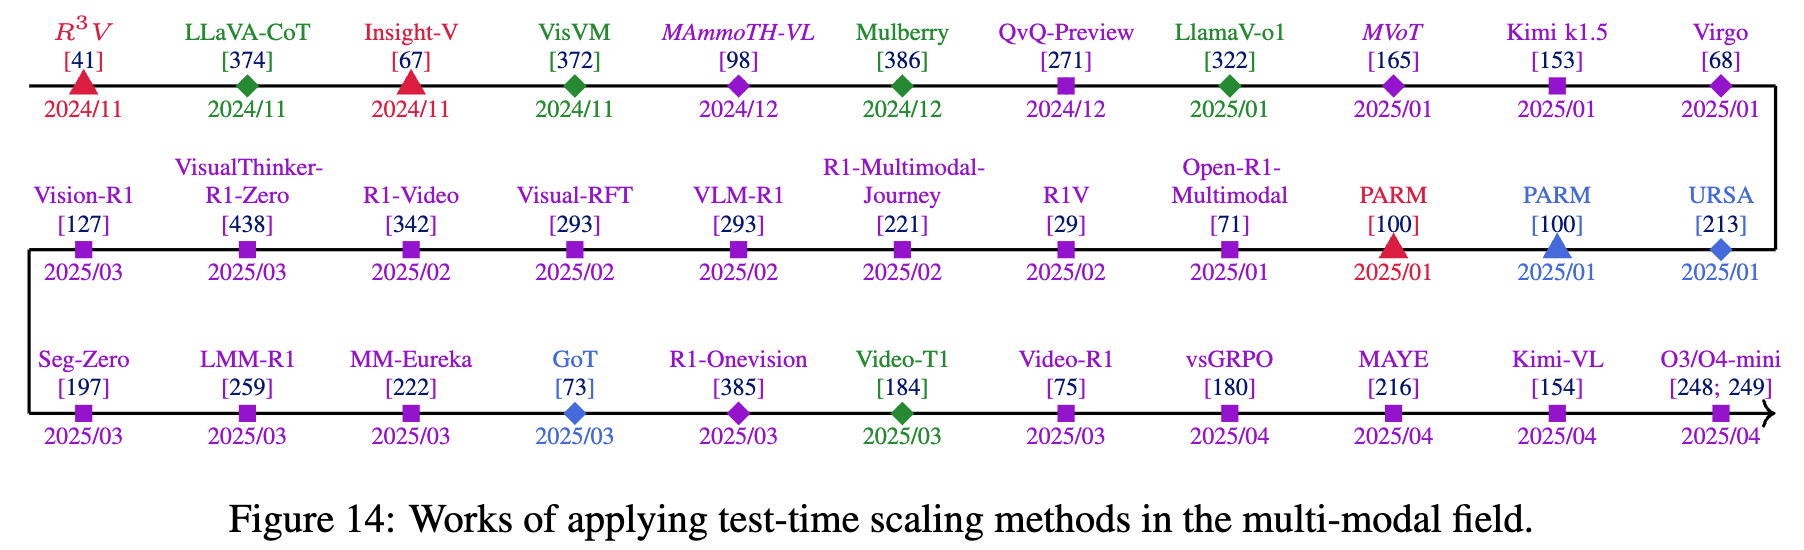 R³V LLaVA-CoT Insight-V VisVM MAmmoTH-VL Mulberry QvQ-Preview LlamaV-o1 MVoT Kimi k1.5 Virgo
[41] [374] [67] [372] [98] [386] [271] [322] [165] [153] [68]
2024/11 2024/11 2024/11 2024/11 2024/12 2024/12 2024/12 2025/01 2025/01 2025/01 2025/01
VisualThinker- R1-Multimodal- Open-R1-
Vision-R1 R1-Zero R1-Video Visual-RFT VLM-R1 Journey R1V Multimodal PARM PARM URSA
[127] [438] [342] [293] [293] [221] [29] [71] [100] [100] [213]
2025/03 2025/03 2025/02 2025/02 2025/02 2025/02 2025/02 2025/01 2025/01 2025/01 2025/01
Seg-Zero LMM-R1 MM-Eureka GoT R1-Onevision Video-T1 Video-R1 vsGRPO MAYE Kimi-VL O3/O4-mini
[197] [259] [222] [73] [385] [184] [75] [180] [216] [154] [248; 249]
2025/03 2025/03 2025/03 2025/03 2025/03 2025/03 2025/03 2025/04 2025/04 2025/04 2025/04
Figure 14: Works of applying test-time scaling methods in the multi-modal field.